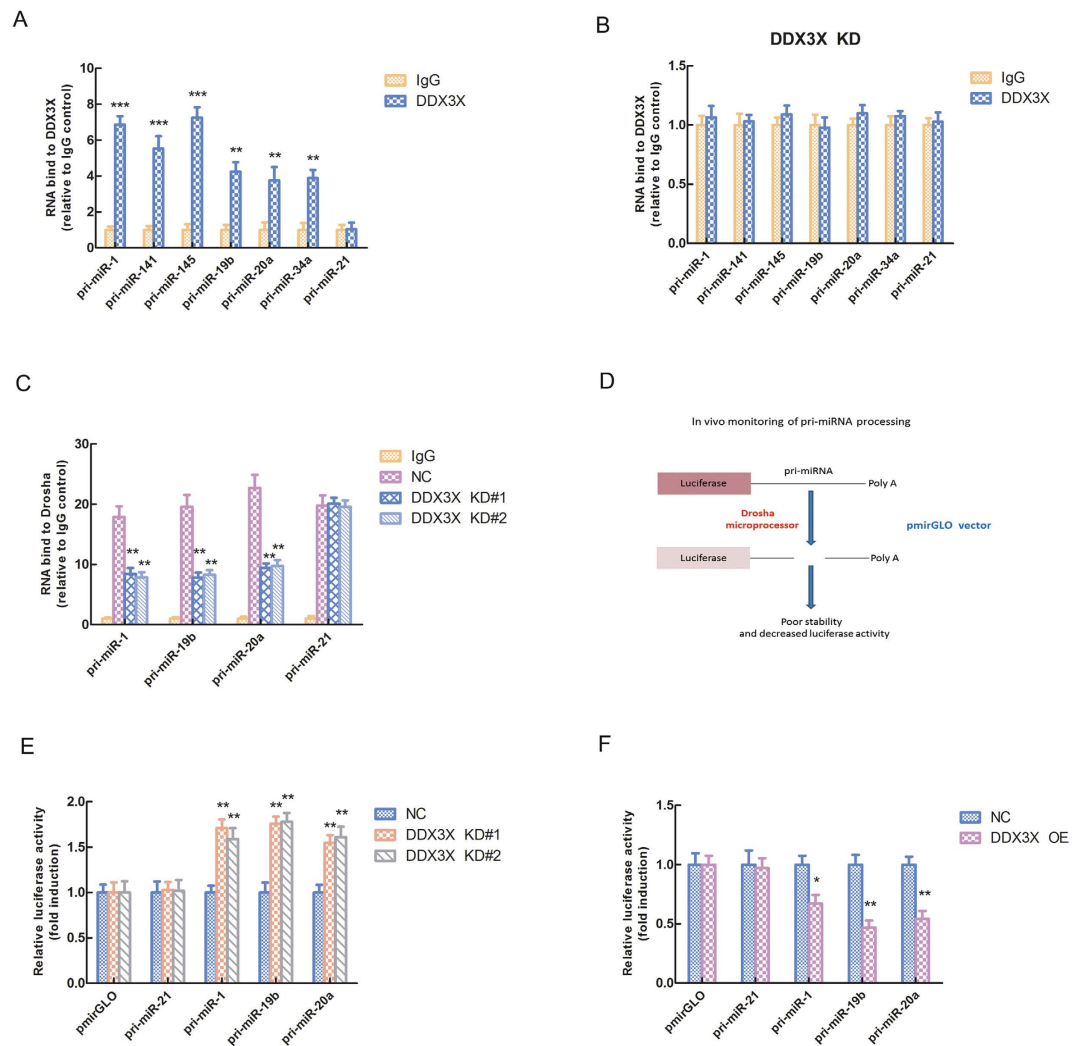 A
RNA bind to DDX3X
(relative to IgG control)
10
8
6
4
2
0
***
***
***
**
**
**
pri-miR-1
pri-miR-141
pri-miR-145
pri-miR-19b
pri-miR-20a
pri-miR-34a
pri-miR-21
IgG
DDX3X
B
DDX3X KD
RNA bind to DDX3X
(relative to IgG control)
1.5
1.0
0.5
0.0
pri-miR-1
pri-miR-141
pri-miR-145
pri-miR-19b
pri-miR-20a
pri-miR-34a
pri-miR-21
IgG
DDX3X
C
RNA bind to Drosha
(relative to IgG control)
30
20
10
0
**
**
**
**
**
**
pri-miR-1
pri-miR-19b
pri-miR-20a
pri-miR-21
IgG
NC
DDX3X KD#1
DDX3X KD#2
D
In vivo monitoring of pri-miRNA processing
pri-miRNA
Luciferase
Poly A
Drosha
microprocessor
pmirGLO vector
Luciferase
Poly A
Poor stability
and decreased luciferase activity
E
Relative luciferase activity
(fold induction)
2.0
1.5
1.0
0.5
0.0
**
**
**
**
**
**
pmirGLO
pri-miR-21
pri-miR-1
pri-miR-19b
pri-miR-20a
NC
DDX3X KD#1
DDX3X KD#2
F
Relative luciferase activity
(fold induction)
1.5
1.0
0.5
0.0
*
**
**
pmirGLO
pri-miR-21
pri-miR-1
pri-miR-19b
pri-miR-20a
NC
DDX3X OE